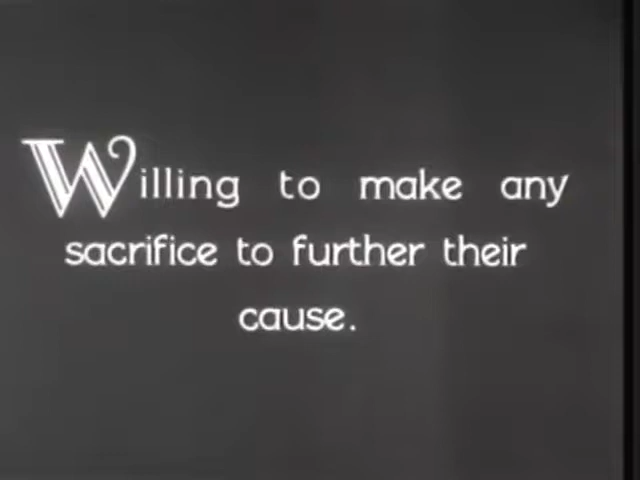 Willing to make any
sacrifice to further their
cause.